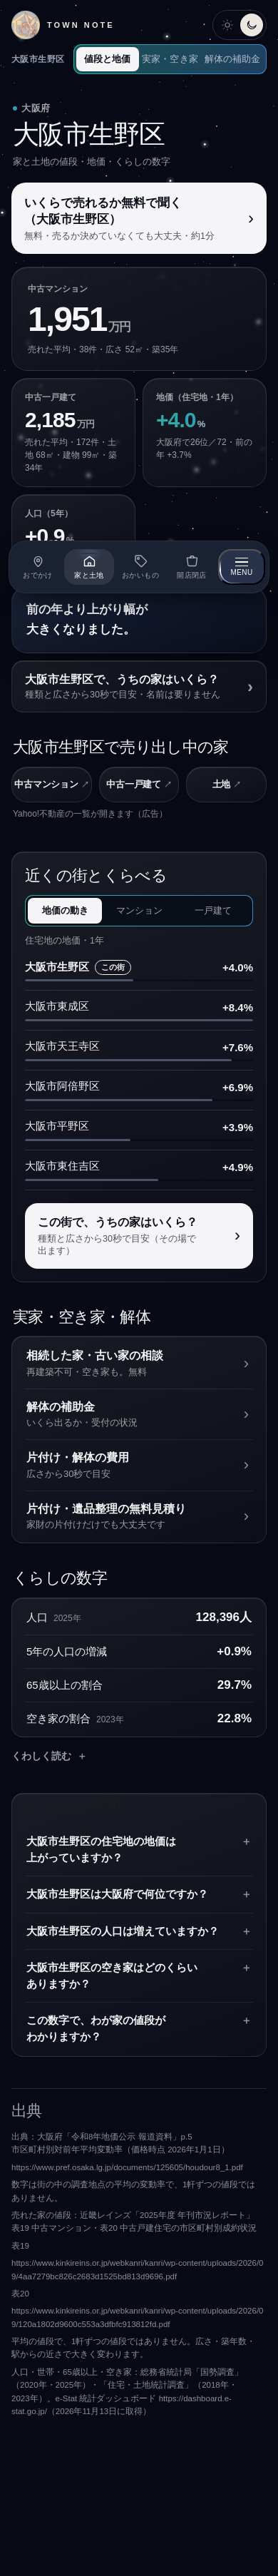 TOWN NOTE
大阪市生野区
値段と地価
実家・空き家
解体の補助金
大阪府
大阪市生野区
家と土地の値段・地価・くらしの数字
いくらで売れるか無料で聞く
（大阪市生野区）
無料・売るか決めていなくても大丈夫・約1分
中古マンション
1,951万円
売れた平均・38件・広さ 52㎡・築35年
中古一戸建て
2,185万円
売れた平均・172件・土
地 68㎡・建物 99㎡・築
34年
地価（住宅地・1年）
+4.0%
大阪府で26位／72・前の
年 +3.7%
人口（5年）
+0.9%
おでかけ
家と土地
おかいもの
開店閉店
MENU
前の年より上がり幅が
大きくなりました。
大阪市生野区で、うちの家はいくら？
種類と広さから30秒で目安・名前は要りません
大阪市生野区で売り出し中の家
中古マンション ↗
中古一戸建て ↗
土地 ↗
Yahoo!不動産の一覧が開きます（広告）
近くの街とくらべる
地価の動き
マンション
一戸建て
住宅地の地価・1年
大阪市生野区 この街 +4.0%
大阪市東成区 +8.4%
大阪市天王寺区 +7.6%
大阪市阿倍野区 +6.9%
大阪市平野区 +3.9%
大阪市東住吉区 +4.9%
この街で、うちの家はいくら？
種類と広さから30秒で目安（その場で
出ます）
実家・空き家・解体
相続した家・古い家の相談
再建築不可・空き家も。無料
解体の補助金
いくら出るか・受付の状況
片付け・解体の費用
広さから30秒で目安
片付け・遺品整理の無料見積り
家財の片付けだけでも大丈夫です
くらしの数字
人口 2025年 128,396人
5年の人口の増減 +0.9%
65歳以上の割合 29.7%
空き家の割合 2023年 22.8%
くわしく読む ＋
大阪市生野区の住宅地の地価は
上がっていますか？ +
大阪市生野区は大阪府で何位ですか？ +
大阪市生野区の人口は増えていますか？ +
大阪市生野区の空き家はどのくらい
ありますか？ +
この数字で、わが家の値段が
わかりますか？ +
出典
出典：大阪府「令和8年地価公示 報道資料」p.5
市区町村別対前年平均変動率（価格時点 2026年1月1日）
https://www.pref.osaka.lg.jp/documents/125605/houdour8_1.pdf
数字は街の中の調査地点の平均の変動率で、1軒ずつの値段では
ありません。
売れた家の値段：近畿レインズ「2025年度 年刊市況レポート」
表19 中古マンション・表20 中古戸建住宅の市区町村別成約状況
表19
https://www.kinkireins.or.jp/webkanri/kanri/wp-content/uploads/2026/0
9/4aa7279bc826c2683d1525bd813d9696.pdf
表20
https://www.kinkireins.or.jp/webkanri/kanri/wp-content/uploads/2026/0
9/120a1802d9600c553a3dfbfc913812fd.pdf
平均の値段で、1軒ずつの値段ではありません。広さ・築年数・
駅からの近さで大きく変わります。
人口・世帯・65歳以上・空き家：総務省統計局「国勢調査」
（2020年・2025年）・「住宅・土地統計調査」（2018年・
2023年）。e-Stat 統計ダッシュボード https://dashboard.e-
stat.go.jp/（2026年11月13日に取得）